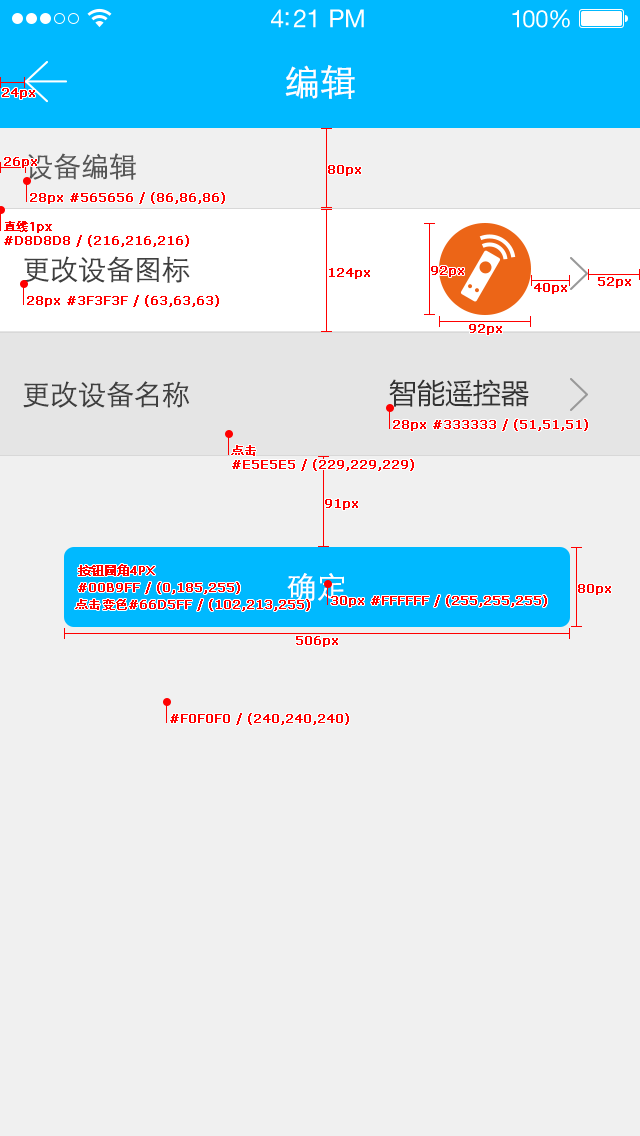 4:21 PM
100%
编辑
24px
26px
设备编辑
80px
28px #565656 / (86,86,86)
直线1px
#D8D8D8 / (216,216,216)
更改设备图标
124px
92px
40px
52px
28px #3F3F3F / (63,63,63)
92px
更改设备名称
智能遥控器
28px #333333 / (51,51,51)
点击
#E5E5E5 / (229,229,229)
91px
按钮圆角4PX
#00B9FF / (0,185,255)
确定
80px
30px #FFFFFF / (255,255,255)
点击变色#66D5FF / (102,213,255)
506px
#F0F0F0 / (240,240,240)